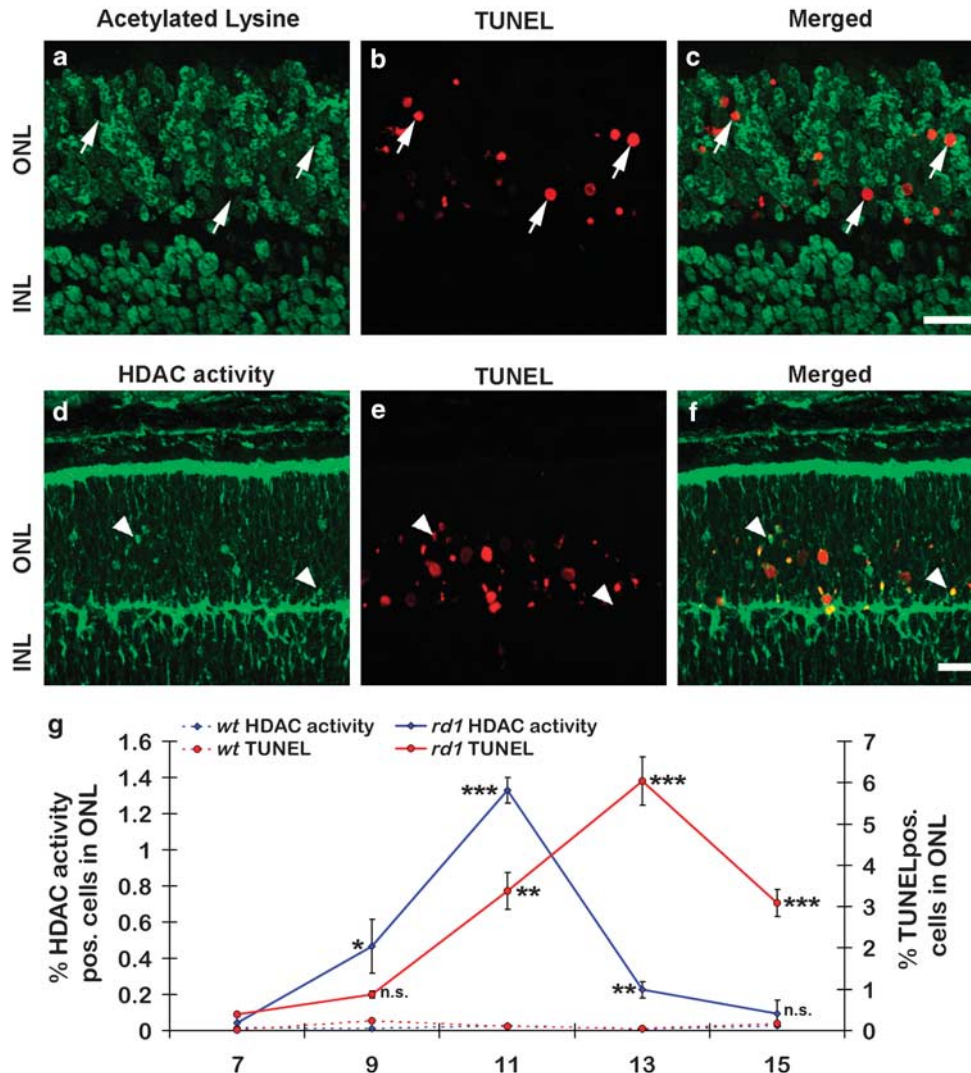 Acetylated Lysine TUNEL Merged
a b c
ONL
INL
HDAC activity TUNEL Merged
d e f
ONL
INL
g
wt HDAC activity rd1 HDAC activity
wt TUNEL rd1 TUNEL
% HDAC activity
pos. cells in ONL
1.6
1.4
1.2
1
0.8
0.6
0.4
0.2
0
***
***
**
***
*
n.s.
**
n.s.
7
6
5
4
3
2
1
0
% TUNELpos.
cells in ONL
7 9 11 13 15